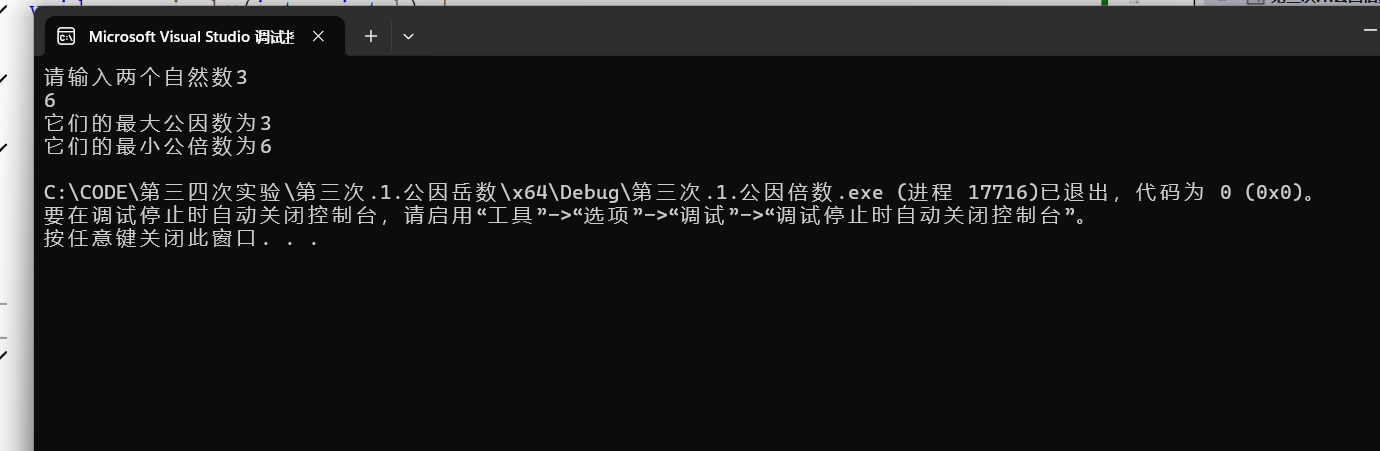 Microsoft Visual Studio 调试控
请输入两个自然数3
6
它们的最大公因数为3
它们的最小公倍数为6
C:\CODE\第三四次实验\第三次.1.公因岳数\x64\Debug\第三次.1.公因倍数.exe (进程 17716)已退出，代码为 0 (0x0)。
要在调试停止时自动关闭控制台，请启用“工具”->“选项”->“调试”->“调试停止时自动关闭控制台”。
按任意键关闭此窗口. . .